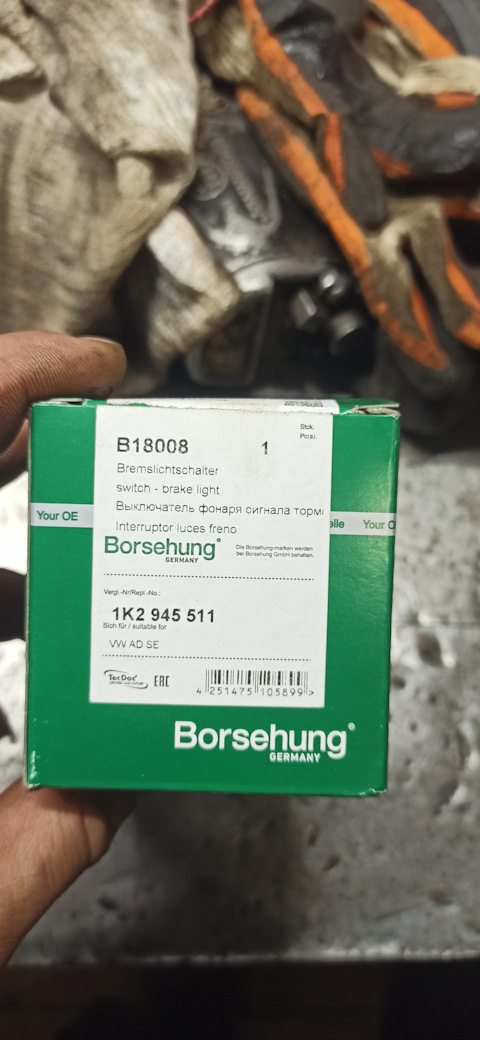 Stck.
Pc(s).
B18008 1
Bremslichtschalter
switch - brake light
Выключатель фонаря сигнала
Interruptor luces freno
Your OE
Your
Borsehung®
GERMANY
Die Borsehung-marken werden
bei Borsehung GmbH behalten.
Vergl.-Nr/Repl.-No.:
1K2 945 511
Sich für / suitable for
VW AD SE
TecDoc
EAC
4 251475 105899 >
Borsehung®
GERMANY